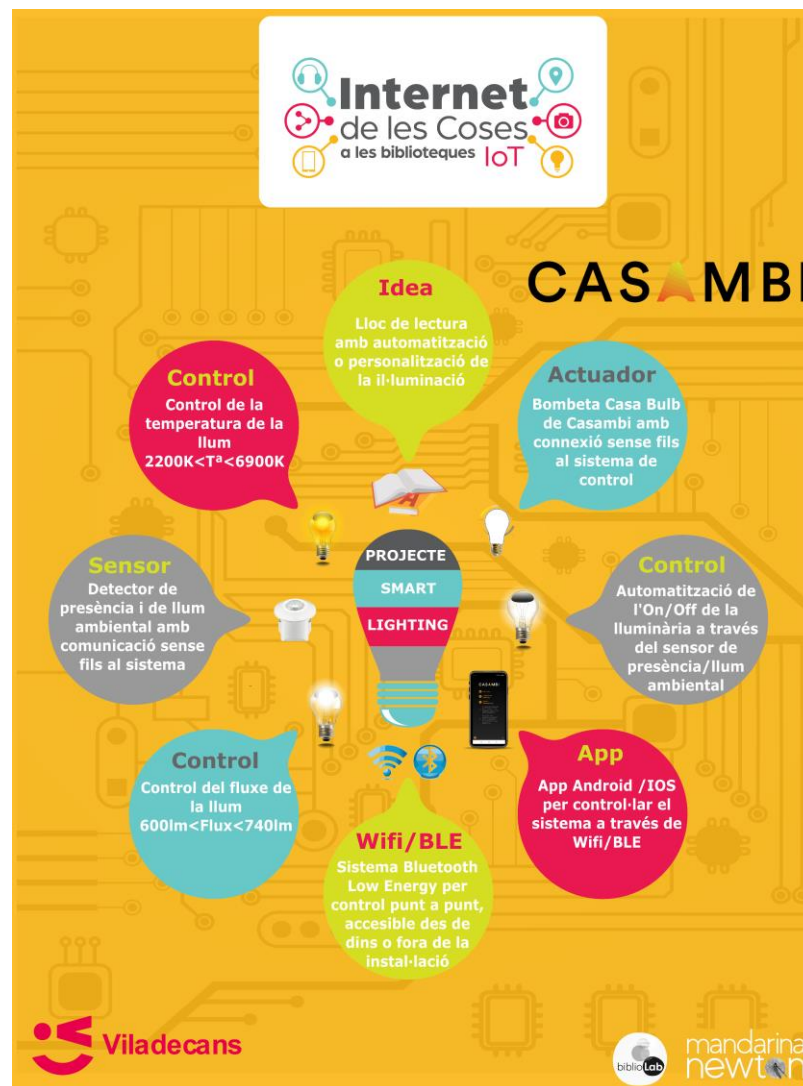 Internet
de les Coses
a les biblioteques IoT
CASAMBI
Idea
Lloc de lectura
amb automatització
o personalització de
la il·luminació
Control
Control de la
temperatura de la
llum
2200K<Tª<6900K
Actuador
Bombeta Casa Bulb
de Casambi amb
connexió sense fils
al sistema de
control
PROJECTE
SMART
LIGHTING
Sensor
Detector de
presència i de llum
ambiental amb
comunicació sense
fils al sistema
Control
Automatització de
l'On/Off de la
lluminària a través
del sensor de
presència/llum
ambiental
CASAMBI
Control
Control del fluxe de
la llum
600lm<Flux<740lm
App
App Android /IOS
per control·lar el
sistema a través de
Wifi/BLE
Wifi/BLE
Sistema Bluetooth
Low Energy per
control punt a punt,
accesible des de
dins o fora de la
instal·lació
Viladecans
biblioLab
mandarina
newton